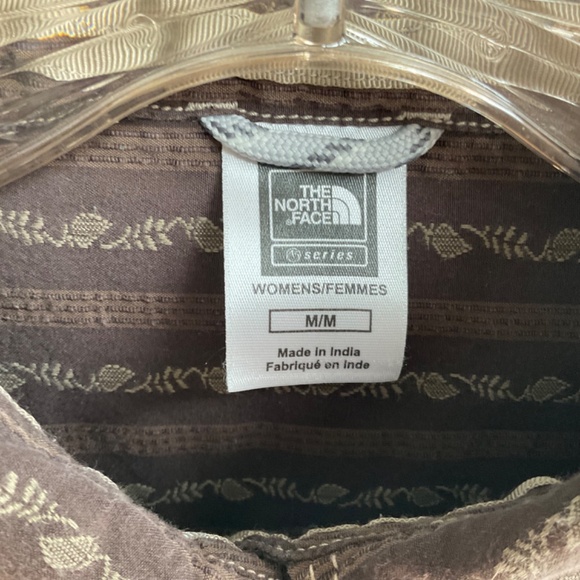 THE
NORTH
FACE
series
WOMENS/FEMMES
M/M
Made in India
Fabriqué en Inde